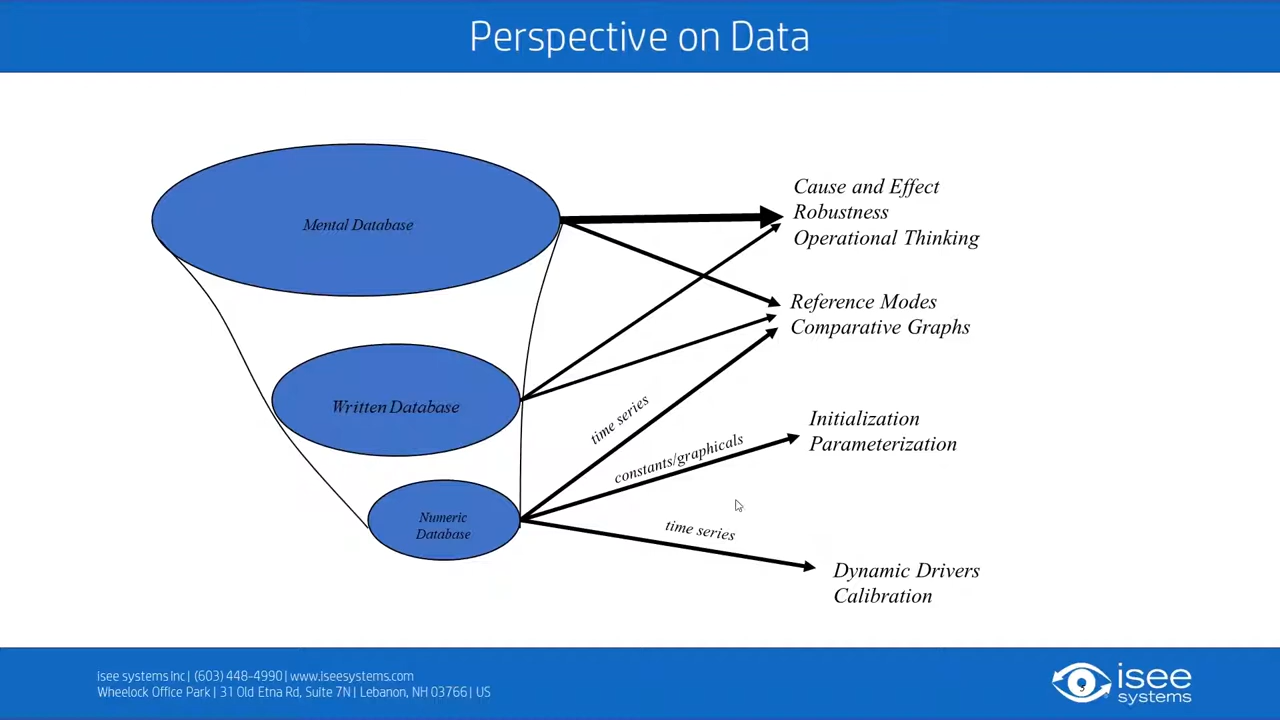 Perspective on Data
Mental Database
Cause and Effect
Robustness
Operational Thinking
Reference Modes
Comparative Graphs
Written Database
time series
constants/graphicals
Initialization
Parameterization
Numeric
Database
time series
Dynamic Drivers
Calibration
isee systems Inc | (603) 448-4990 | www.iseesystems.com
Wheelock Office Park | 31 Old Etna Rd, Suite 7N | Lebanon, NH 03766 | US
isee
systems